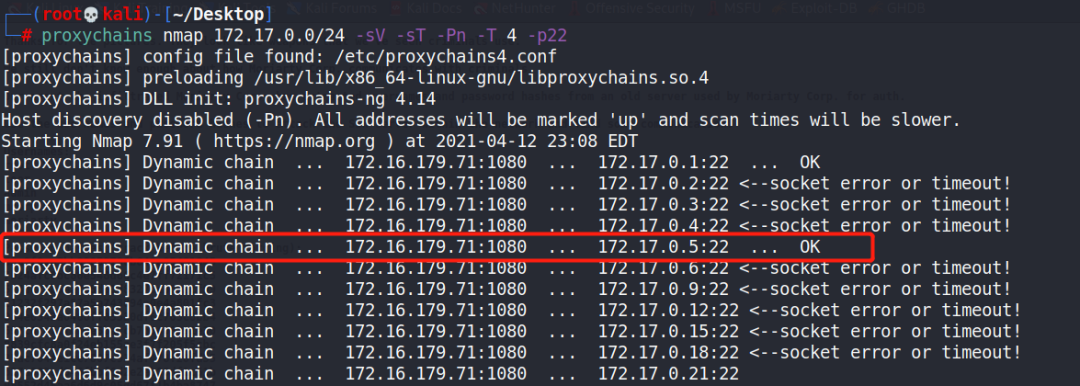 (root💀kali)-[~/Desktop]
# proxychains nmap 172.17.0.0/24 -sV -sT -Pn -T 4 -p22
[proxychains] config file found: /etc/proxychains4.conf
[proxychains] preloading /usr/lib/x86_64-linux-gnu/libproxychains.so.4
[proxychains] DLL init: proxychains-ng 4.14
Host discovery disabled (-Pn). All addresses will be marked 'up' and scan times will be slower.
Starting Nmap 7.91 ( https://nmap.org ) at 2021-04-12 23:08 EDT
[proxychains] Dynamic chain  ...  172.16.179.71:1080  ...  172.17.0.1:22  ...  OK
[proxychains] Dynamic chain  ...  172.16.179.71:1080  ...  172.17.0.2:22 <--socket error or timeout!
[proxychains] Dynamic chain  ...  172.16.179.71:1080  ...  172.17.0.3:22 <--socket error or timeout!
[proxychains] Dynamic chain  ...  172.16.179.71:1080  ...  172.17.0.4:22 <--socket error or timeout!
[proxychains] Dynamic chain  ...  172.16.179.71:1080  ...  172.17.0.5:22  ...  OK
[proxychains] Dynamic chain  ...  172.16.179.71:1080  ...  172.17.0.6:22 <--socket error or timeout!
[proxychains] Dynamic chain  ...  172.16.179.71:1080  ...  172.17.0.9:22 <--socket error or timeout!
[proxychains] Dynamic chain  ...  172.16.179.71:1080  ...  172.17.0.12:22 <--socket error or timeout!
[proxychains] Dynamic chain  ...  172.16.179.71:1080  ...  172.17.0.15:22 <--socket error or timeout!
[proxychains] Dynamic chain  ...  172.16.179.71:1080  ...  172.17.0.18:22 <--socket error or timeout!
[proxychains] Dynamic chain  ...  172.16.179.71:1080  ...  172.17.0.21:22